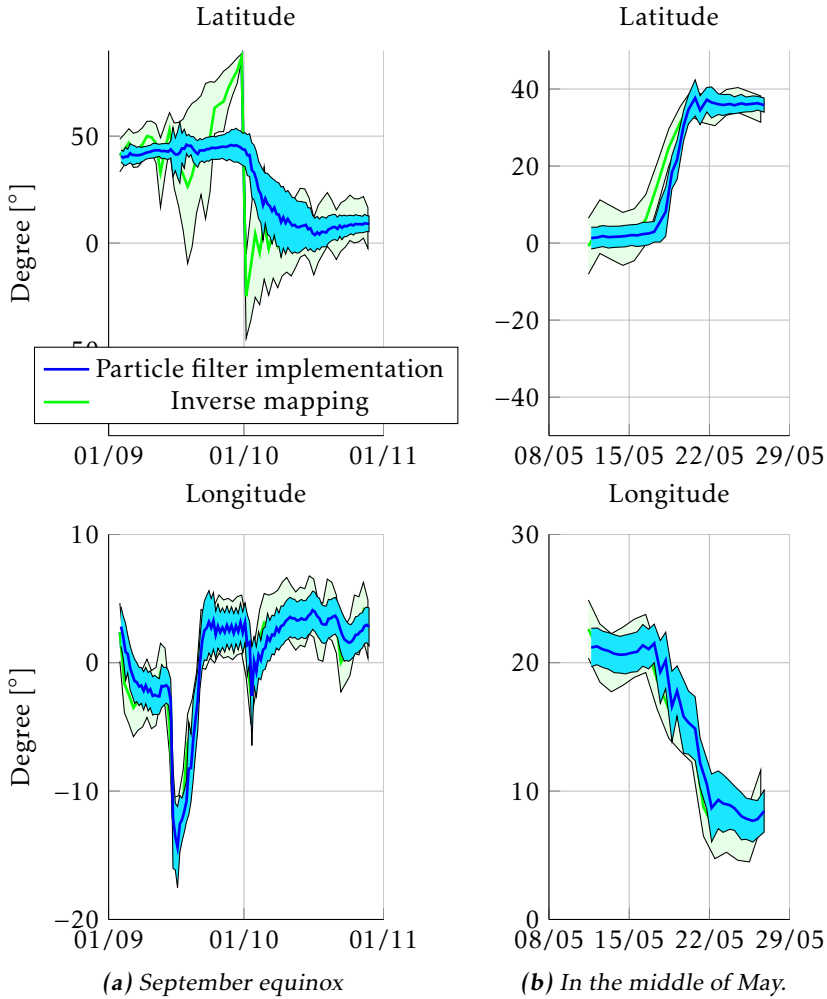 Latitude
Latitude
50
0
50
Degree [°]
40
20
0
−20
−40
Particle filter implementation
Inverse mapping
01/09 01/10 01/11
08/05 15/05 22/05 29/05
Longitude
Longitude
10
0
−10
−20
Degree [°]
30
20
10
0
01/09 01/10 01/11
08/05 15/05 22/05 29/05
(a) September equinox
(b) In the middle of May.